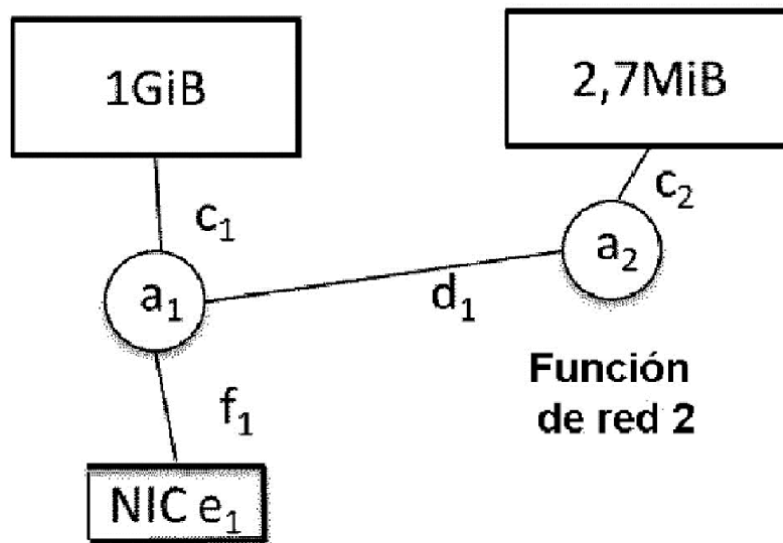 1GiB
2,7MiB
c₁
c₂
a₁
a₂
d₁
f₁
Función
de red 2
NIC e₁